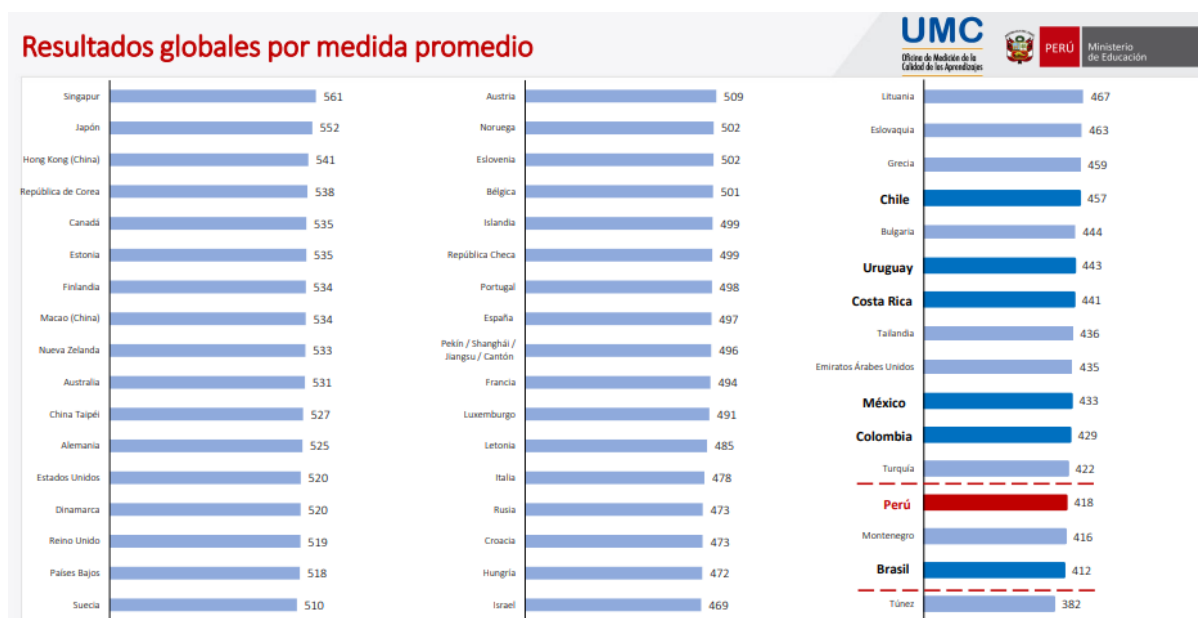 Resultados globales por medida promedio
UMC
Oficina de Medición de la
Calidad de los Aprendizajes
PERÚ
Ministerio
de Educación
Singapur 561
Japón 552
Hong Kong (China) 541
República de Corea 538
Canadá 535
Estonia 535
Finlandia 534
Macao (China) 534
Nueva Zelanda 533
Australia 531
China Taipéi 527
Alemania 525
Estados Unidos 520
Dinamarca 520
Reino Unido 519
Países Bajos 518
Suecia 510
Austria 509
Noruega 502
Eslovenia 502
Bélgica 501
Islandia 499
República Checa 499
Portugal 498
España 497
Pekín / Shanghái /
Jiangsu / Cantón 496
Francia 494
Luxemburgo 491
Letonia 485
Italia 478
Rusia 473
Croacia 473
Hungría 472
Israel 469
Lituania 467
Eslovaquia 463
Grecia 459
Chile 457
Bulgaria 444
Uruguay 443
Costa Rica 441
Tailandia 436
Emiratos Árabes Unidos 435
México 433
Colombia 429
Turquía 422
Perú 418
Montenegro 416
Brasil 412
Túnez 382